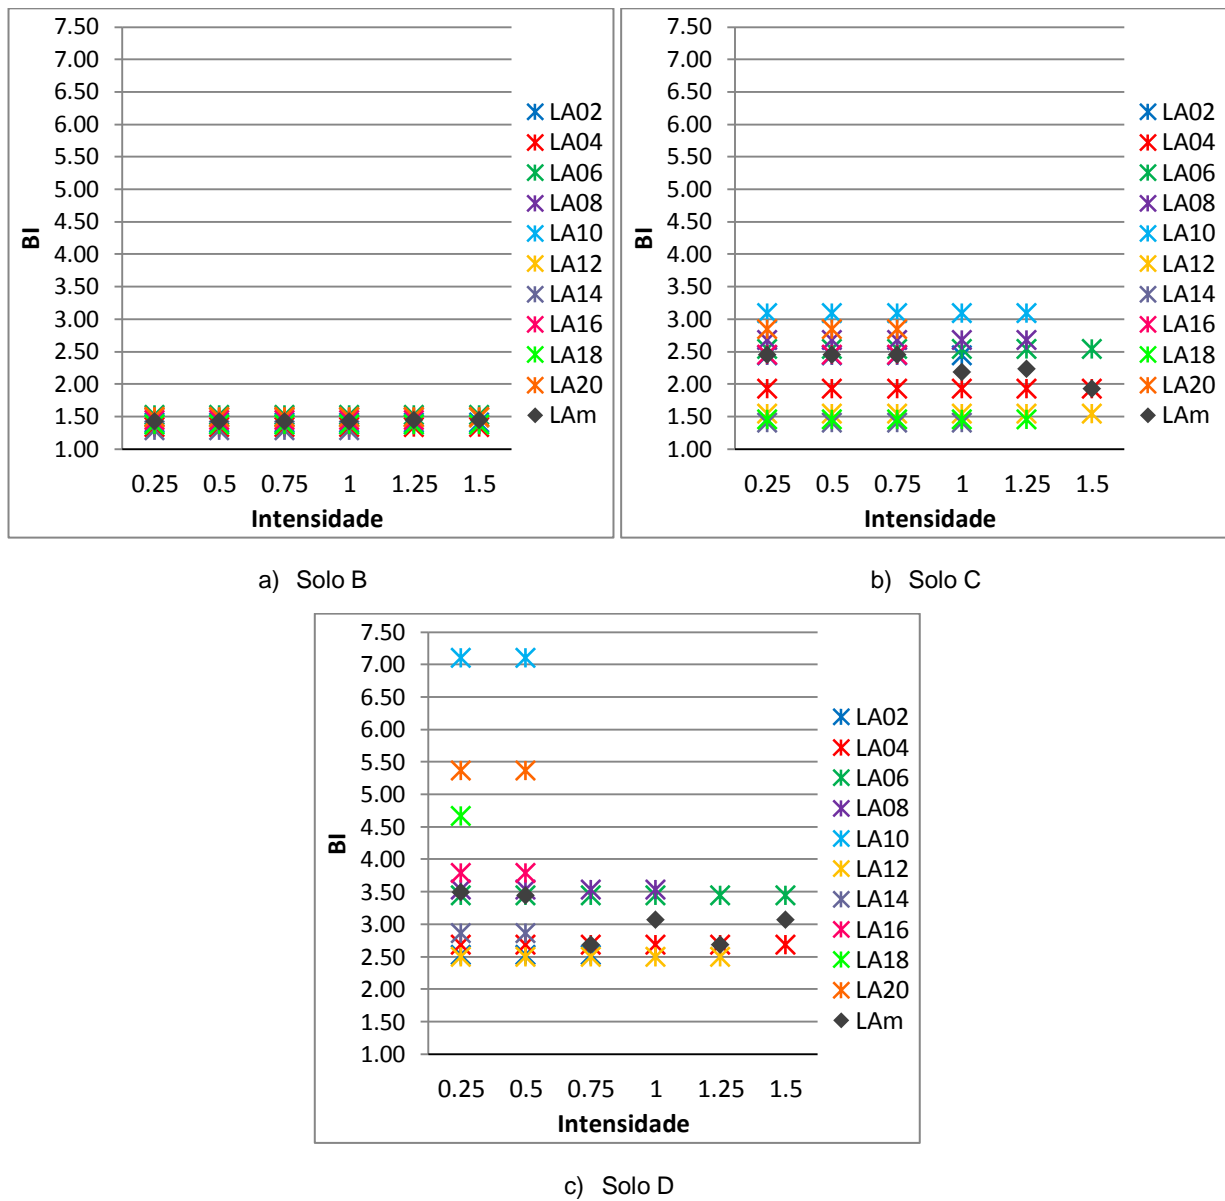 7.50
7.00
6.50
6.00
5.50
5.00
4.50
4.00
3.50
3.00
2.50
2.00
1.50
1.00
BI
0.25 0.5 0.75 1 1.25 1.5
Intensidade
LA02
LA04
LA06
LA08
LA10
LA12
LA14
LA16
LA18
LA20
LAm
a) Solo B
7.50
7.00
6.50
6.00
5.50
5.00
4.50
4.00
3.50
3.00
2.50
2.00
1.50
1.00
BI
0.25 0.5 0.75 1 1.25 1.5
Intensidade
LA02
LA04
LA06
LA08
LA10
LA12
LA14
LA16
LA18
LA20
LAm
b) Solo C
7.50
7.00
6.50
6.00
5.50
5.00
4.50
4.00
3.50
3.00
2.50
2.00
1.50
1.00
BI
0.25 0.5 0.75 1 1.25 1.5
Intensidade
LA02
LA04
LA06
LA08
LA10
LA12
LA14
LA16
LA18
LA20
LAm
c) Solo D